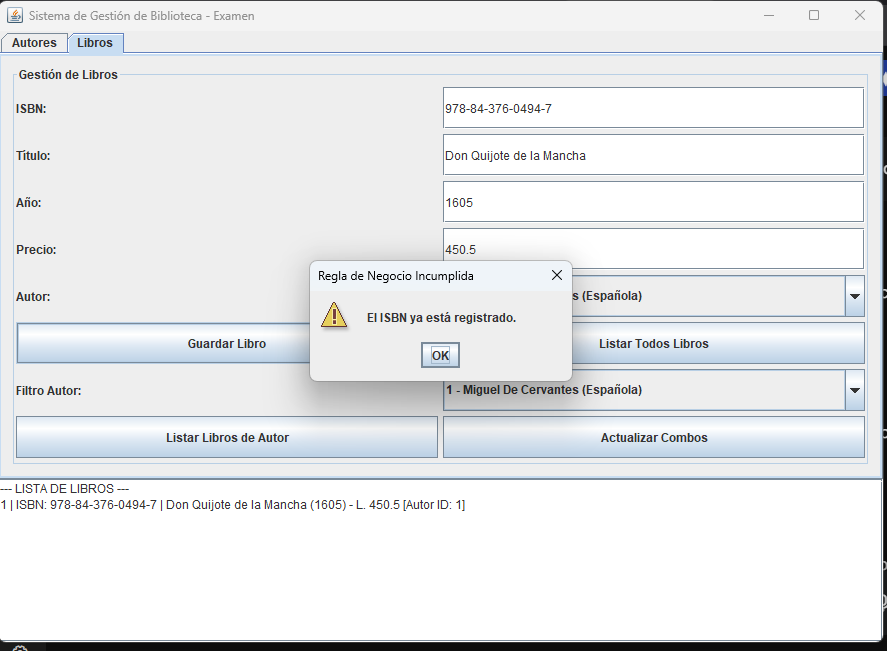 Sistema de Gestión de Biblioteca - Examen
Autores Libros
Gestión de Libros
ISBN: 978-84-376-0494-7
Título: Don Quijote de la Mancha
Año: 1605
Precio: 450.5
Regla de Negocio Incumplida
Autor: s (Española)
El ISBN ya está registrado.
Guardar Libro Listar Todos Libros
OK
Filtro Autor: 1 - Miguel De Cervantes (Española)
Listar Libros de Autor Actualizar Combos
--- LISTA DE LIBROS ---
1 | ISBN: 978-84-376-0494-7 | Don Quijote de la Mancha (1605) - L. 450.5 [Autor ID: 1]